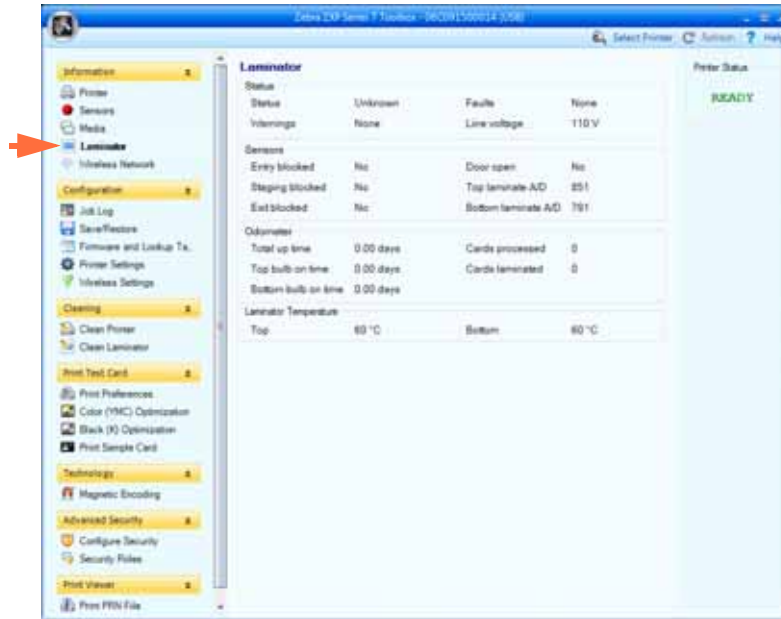 Zebra ZXP Series 7 Toolbox - 06C091500014 (USB)
Select Printer Refresh ? Help
Information
Printer
Sensors
Media
Laminator
Wireless Network
Configuration
Job Log
Save/Restore
Firmware and Lookup Ta..
Printer Settings
Wireless Settings
Cleaning
Clean Printer
Clean Laminator
Print Test Card
Print Preferences
Color (YMC) Optimization
Black (K) Optimization
Print Sample Card
Technology
Magnetic Encoding
Advanced Security
Configure Security
Security Roles
Print Viewer
Print PRN File
Laminator
Status
Status Unknown Faults None
Warnings None Line voltage 110 V
Sensors
Entry blocked No Door open No
Staging blocked No Top laminate A/D 851
Exit blocked No Bottom laminate A/D 781
Odometer
Total up time 0.00 days Cards processed 0
Top bulb on time 0.00 days Cards laminated 0
Bottom bulb on time 0.00 days
Laminator Temperature
Top 60 °C Bottom 60 °C
Printer Status
READY